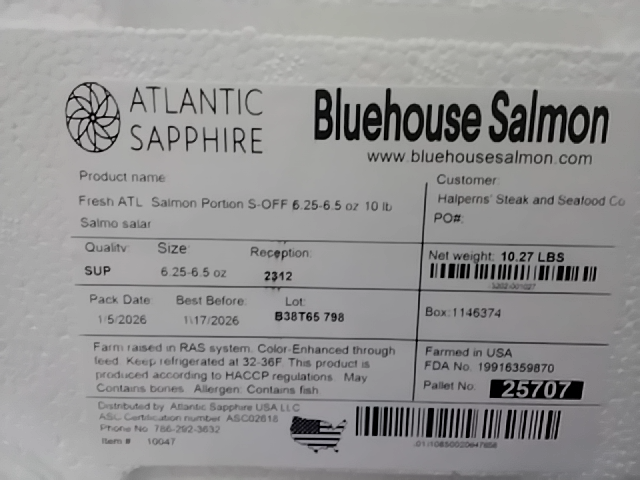 ATLANTIC
SAPPHIRE
Bluehouse Salmon
www.bluehousesalmon.com
Product name
Fresh ATL Salmon Portion S-OFF 6.25-6.5 oz 10 lb
Salmo salar
Customer:
Halperns' Steak and Seafood Co
PO#:
Quality: Size: Reception:
SUP 6.25-6.5 oz 2312
Net weight: 10.27 LBS
Pack Date: Best Before: Lot:
1/5/2026 1/17/2026 B38T65 798
Box:1146374
Farm raised in RAS system. Color-Enhanced through
feed. Keep refrigerated at 32-36F. This product is
produced according to HACCP regulations. May
Contains bones. Allergen: Contains fish
Farmed in USA
FDA No. 19916359870
Pallet No: 25707
Distributed by Atlantic Sapphire USA LLC
ASC Certification number: ASC02618
Phone No 786-292-3632
Item # 10047